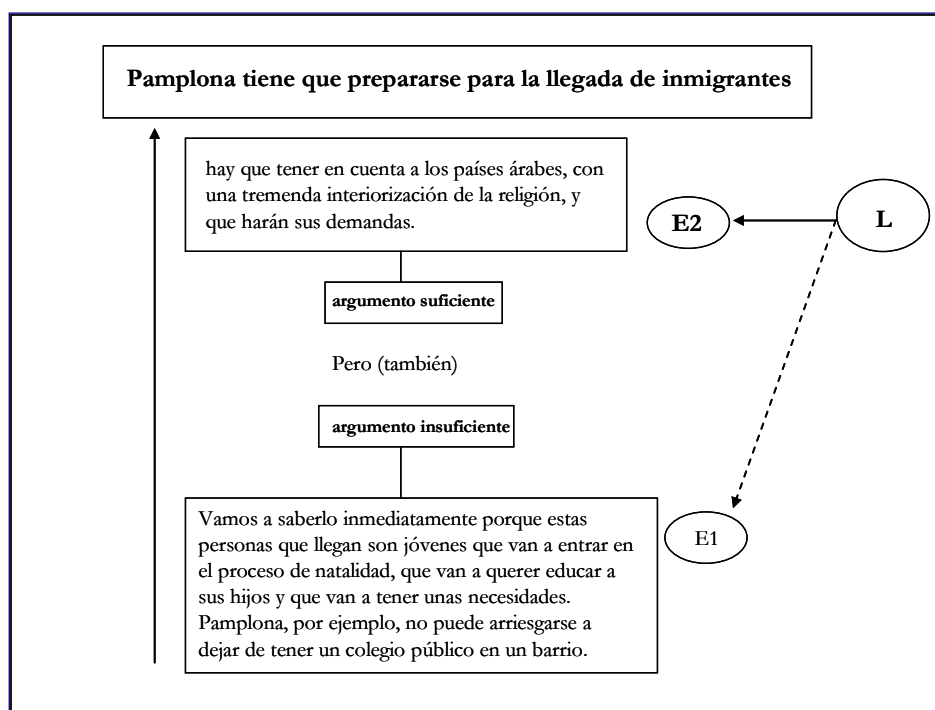 Pamplona tiene que prepararse para la llegada de inmigrantes
hay que tener en cuenta a los países árabes, con
una tremenda interiorización de la religión, y
que harán sus demandas.
E2
L
argumento suficiente
Pero (también)
argumento insuficiente
Vamos a saberlo inmediatamente porque estas
personas que llegan son jóvenes que van a entrar en
el proceso de natalidad, que van a querer educar a
sus hijos y que van a tener unas necesidades.
Pamplona, por ejemplo, no puede arriesgarse a
dejar de tener un colegio público en un barrio.
E1